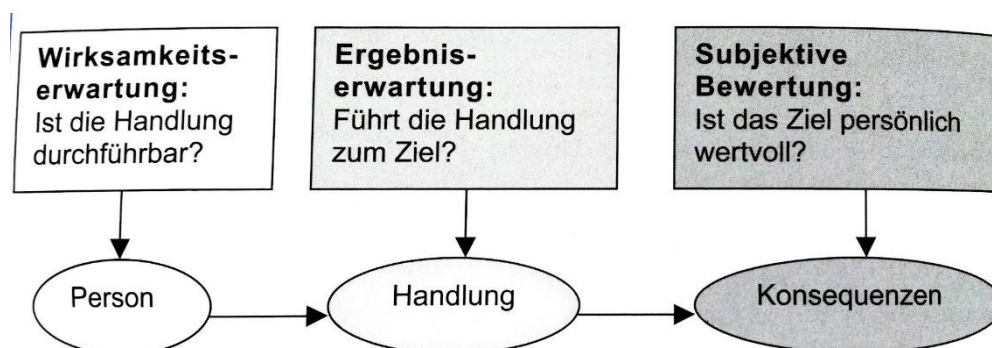 Wirksamkeits-
erwartung:
Ist die Handlung
durchführbar?
Ergebnis-
erwartung:
Führt die Handlung
zum Ziel?
Subjektive
Bewertung:
Ist das Ziel persönlich
wertvoll?
Person
Handlung
Konsequenzen